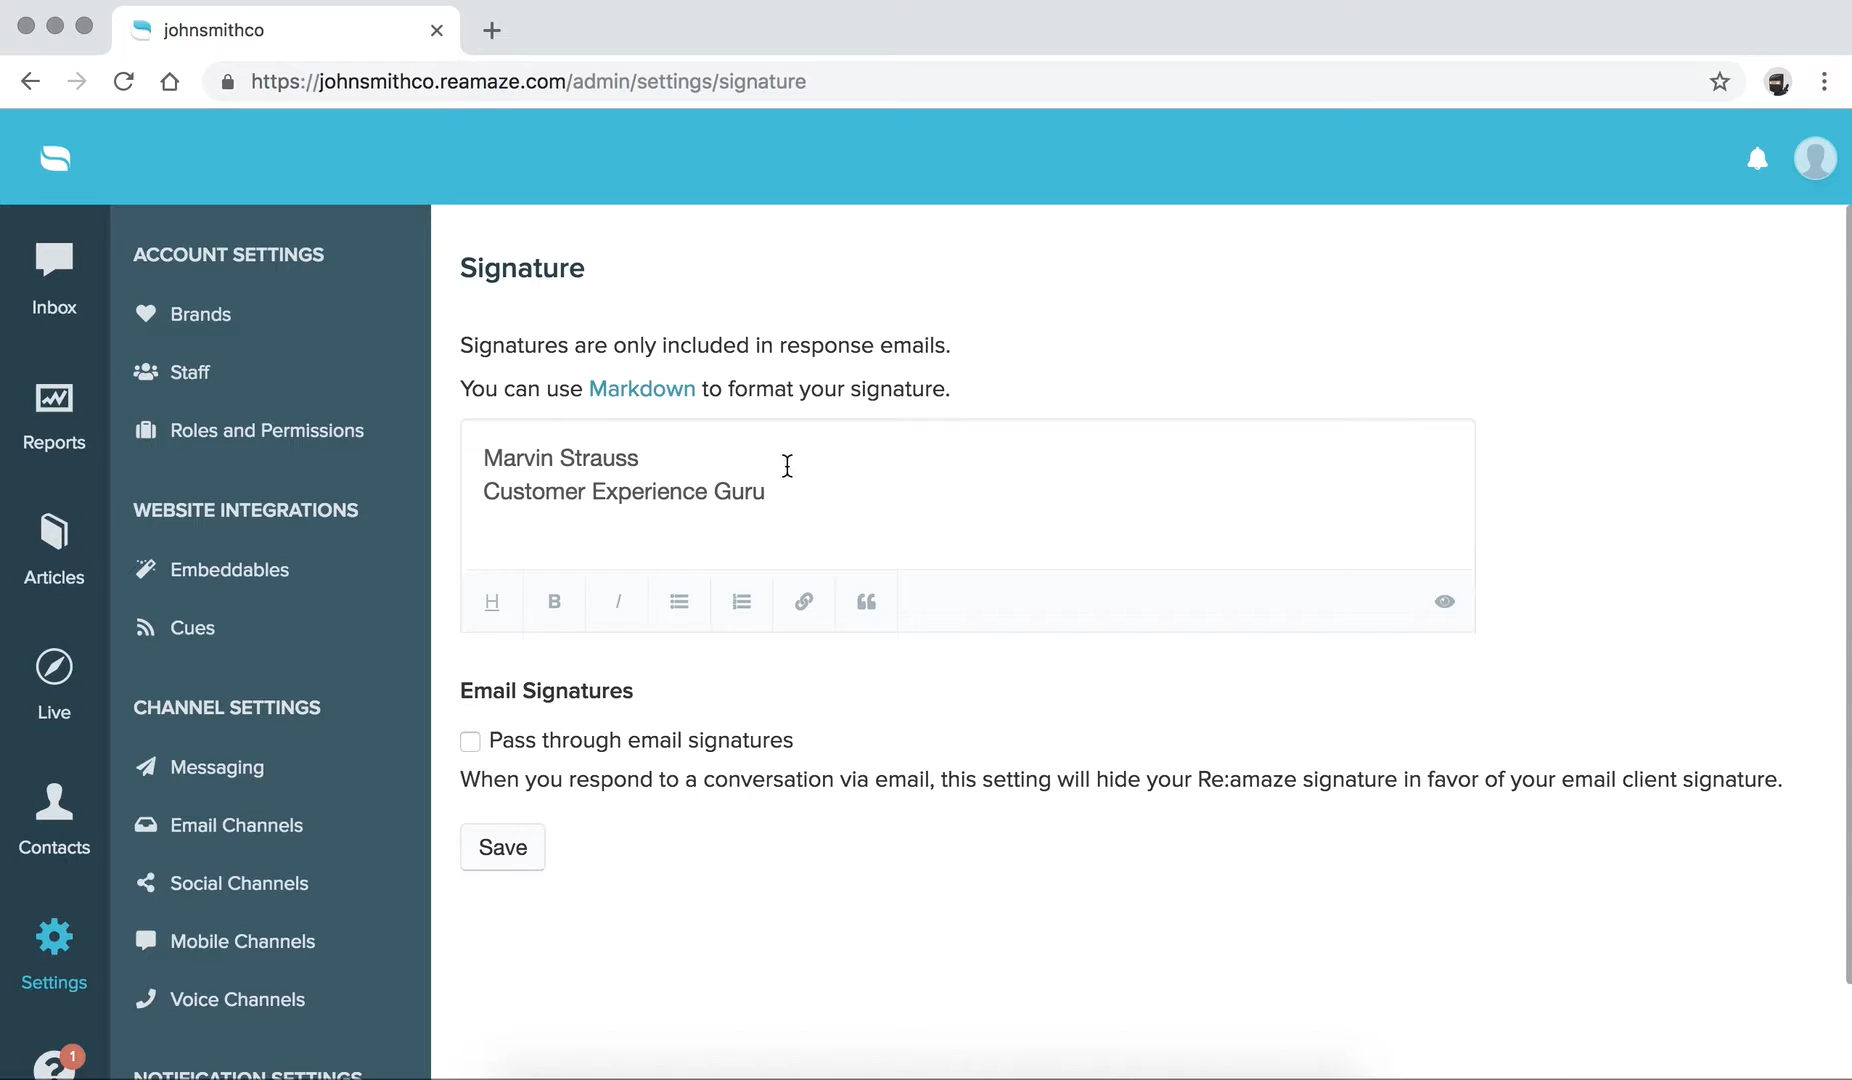 johnsmithco
https://johnsmithco.reamaze.com/admin/settings/signature
Inbox
Reports
Articles
Live
Contacts
Settings
1
ACCOUNT SETTINGS
Brands
Staff
Roles and Permissions
WEBSITE INTEGRATIONS
Embeddables
Cues
CHANNEL SETTINGS
Messaging
Email Channels
Social Channels
Mobile Channels
Voice Channels
NOTIFICATION SETTINGS
Signature
Signatures are only included in response emails.
You can use Markdown to format your signature.
Marvin Strauss
Customer Experience Guru
H B I
Email Signatures
Pass through email signatures
When you respond to a conversation via email, this setting will hide your Re:amaze signature in favor of your email client signature.
Save